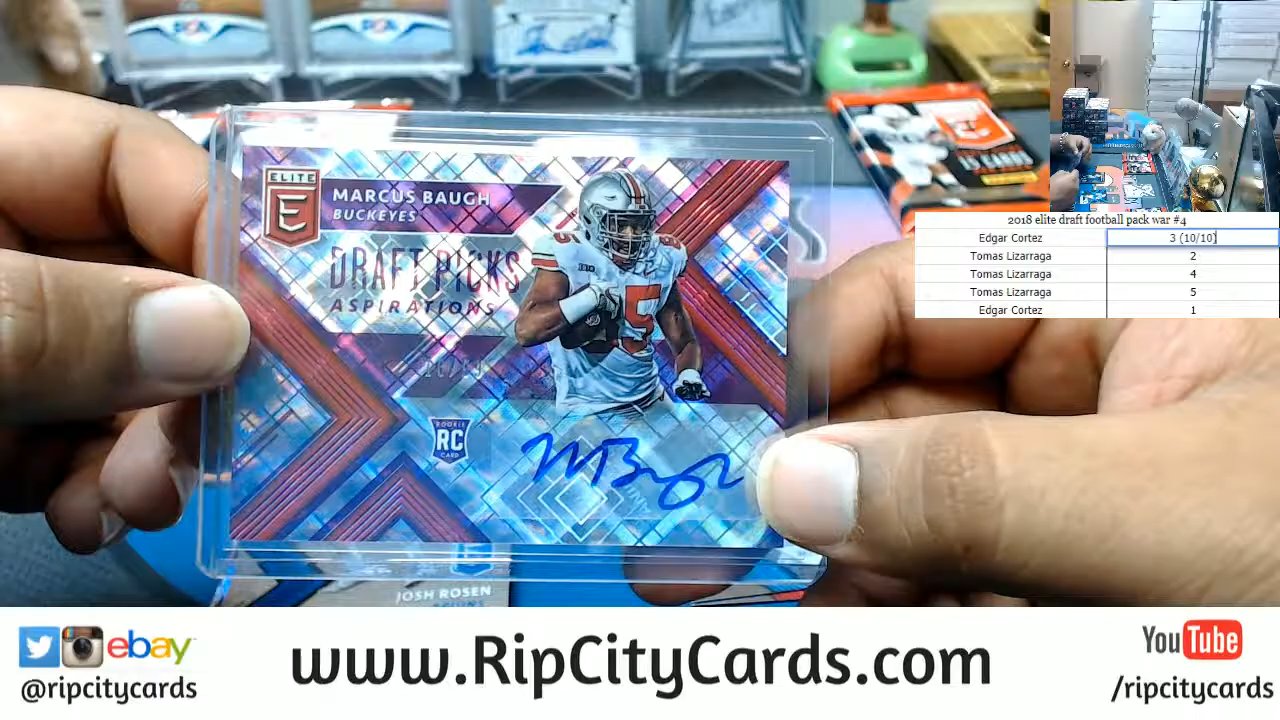 ELITE
E
MARCUS BAUGH
BUCKEYES
DRAFT PICKS
ASPIRATIONS
85
ROOKIE
RC
CARD
JOSH ROSEN
2018 elite draft football pack war #4
Edgar Cortez 3 (10/10)
Tomas Lizarraga 2
Tomas Lizarraga 4
Tomas Lizarraga 5
Edgar Cortez 1
ebay
@ripcitycards
www.RipCityCards.com
YouTube
/ripcitycards